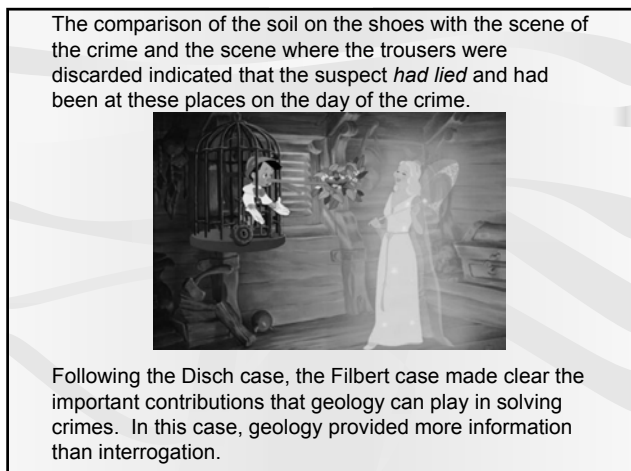 The comparison of the soil on the shoes with the scene of
the crime and the scene where the trousers were
discarded indicated that the suspect had lied and had
been at these places on the day of the crime.
Following the Disch case, the Filbert case made clear the
important contributions that geology can play in solving
crimes.  In this case, geology provided more information
than interrogation.